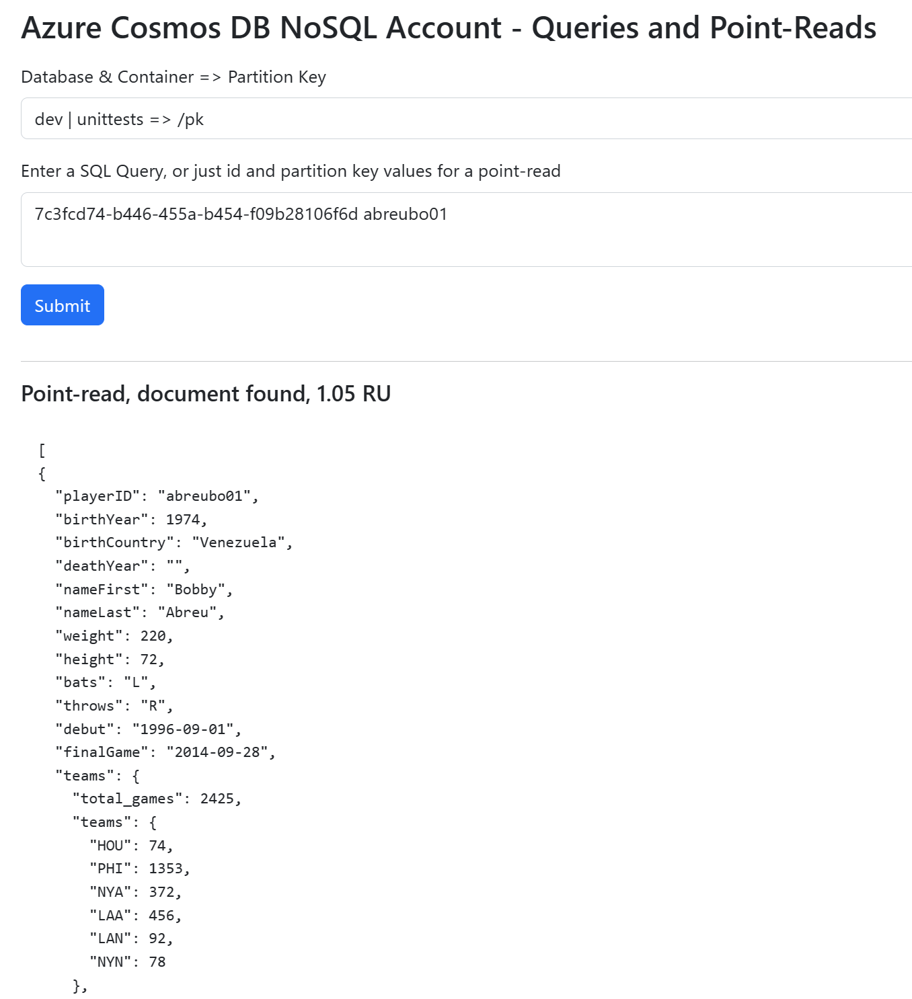 Azure Cosmos DB NoSQL Account - Queries and Point-Reads
Database & Container => Partition Key
dev | unittests => /pk
Enter a SQL Query, or just id and partition key values for a point-read
7c3fcd74-b446-455a-b454-f09b28106f6d abreubo01
Submit
Point-read, document found, 1.05 RU
[
{
  "playerID": "abreubo01",
  "birthYear": 1974,
  "birthCountry": "Venezuela",
  "deathYear": "",
  "nameFirst": "Bobby",
  "nameLast": "Abreu",
  "weight": 220,
  "height": 72,
  "bats": "L",
  "throws": "R",
  "debut": "1996-09-01",
  "finalGame": "2014-09-28",
  "teams": {
    "total_games": 2425,
    "teams": {
      "HOU": 74,
      "PHI": 1353,
      "NYA": 372,
      "LAA": 456,
      "LAN": 92,
      "NYN": 78
    },